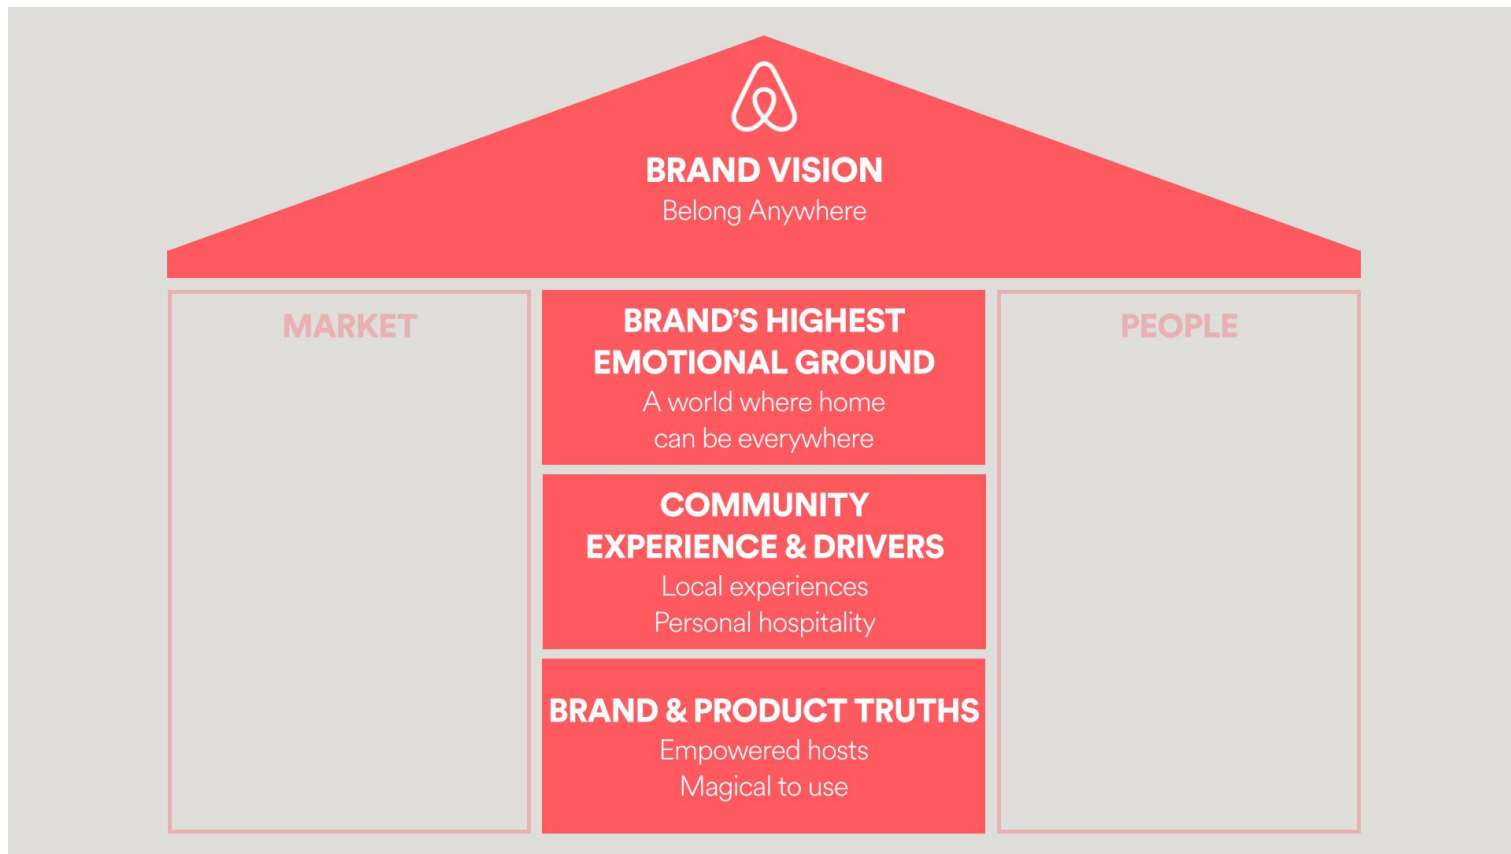 BRAND VISION
Belong Anywhere
MARKET
BRAND’S HIGHEST
EMOTIONAL GROUND
A world where home
can be everywhere
COMMUNITY
EXPERIENCE & DRIVERS
Local experiences
Personal hospitality
BRAND & PRODUCT TRUTHS
Empowered hosts
Magical to use
PEOPLE